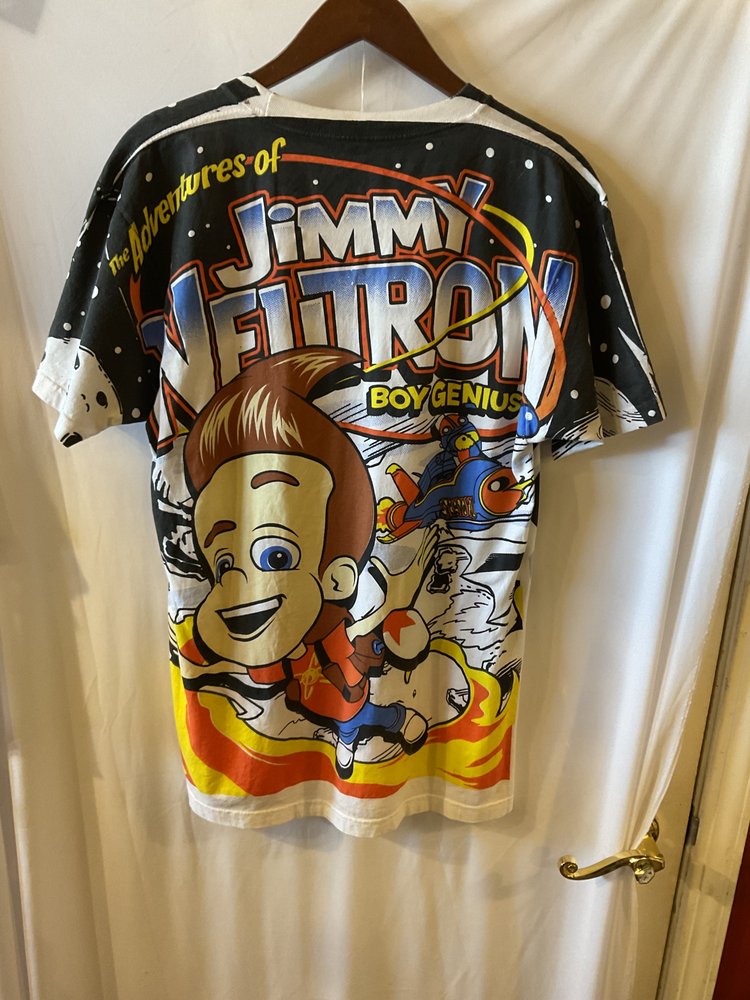 The Adventures of
JiMMY
NEUTRON
BOY GENIUS